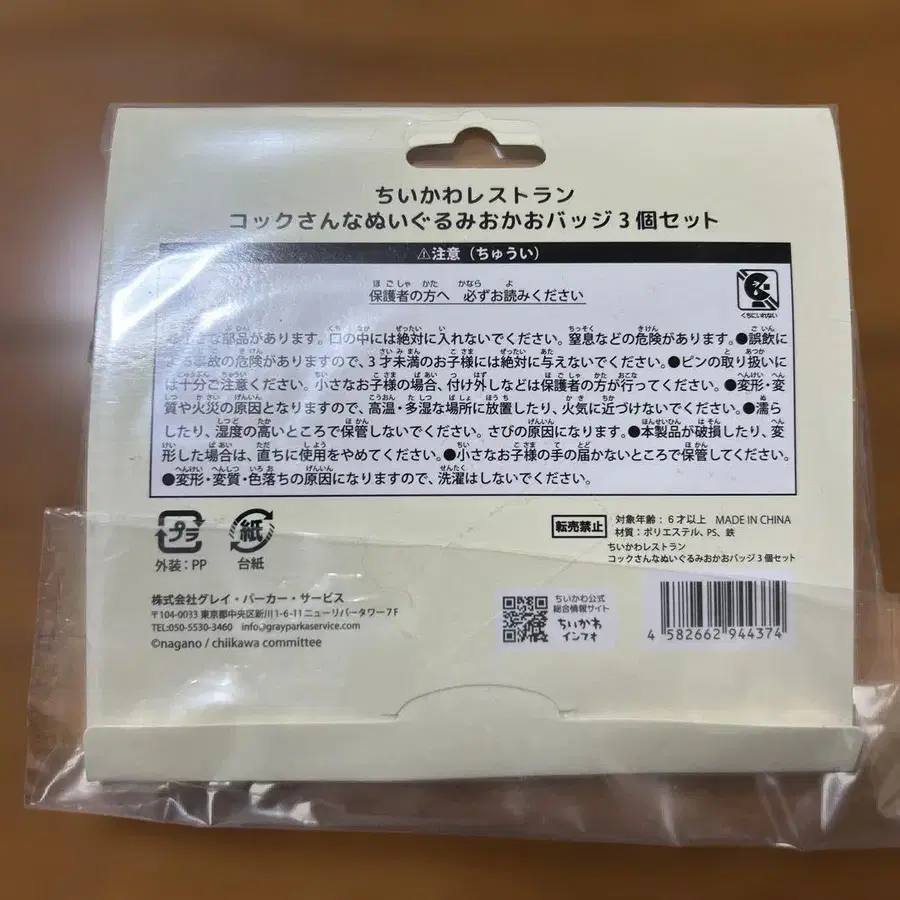 ちいかわレストラン
コックさんなぬいぐるみおかおバッジ3個セット
⚠注意（ちゅうい）
保護者の方へ 必ずお読みください
くちにいれない
部品があります。口の中には絶対に入れないでください。窒息などの危険があります。●誤飲に
事故の危険がありますので、3才未満のお子様には絶対に与えないでください。●ピンの取り扱いに
は十分ご注意ください。小さなお子様の場合、付け外しなどは保護者の方が行ってください。●変形・変
質や火災の原因となりますので、高温・多湿な場所に放置したり、火気に近づけないでください。●濡ら
したり、湿度の高いところで保管しないでください。さびの原因になります。●本製品が破損したり、変
形した場合は、直ちに使用をやめてください。●小さなお子様の手の届かないところで保管してください。
●変形・変質・色落ちの原因になりますので、洗濯はしないでください。
プラ
外装：PP
紙
台紙
転売禁止
対象年齢：6才以上 MADE IN CHINA
材質：ポリエステル、PS、鉄
ちいかわレストラン
コックさんなぬいぐるみおかおバッジ3個セット
株式会社グレイ・パーカー・サービス
〒104-0033 東京都中央区新川1-6-11ニューリバータワー7F
TEL:050-5530-3460 info@grayparkaservice.com
©nagano / chiikawa committee
ちいかわ公式
総合情報サイト
ちいかわ
インフォ
4 582662 944374